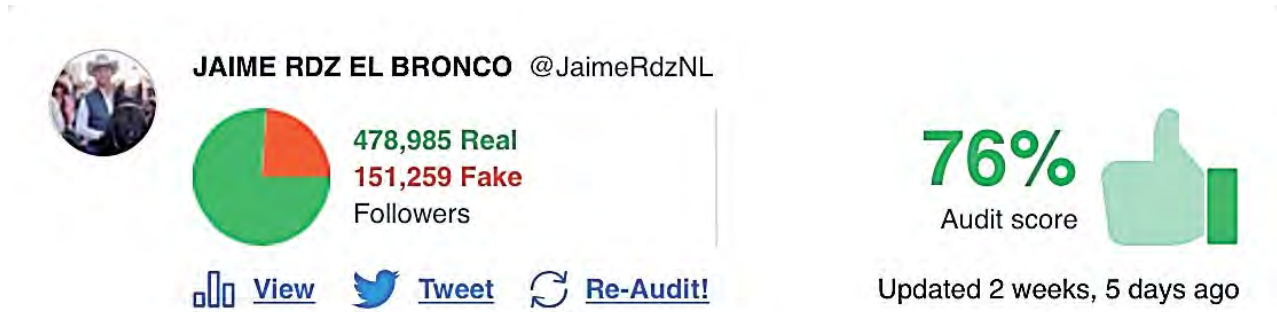 JAIME RDZ EL BRONCO @JaimeRdzNL
478,985 Real
151,259 Fake
Followers
View Tweet Re-Audit!
76%
Audit score
Updated 2 weeks, 5 days ago